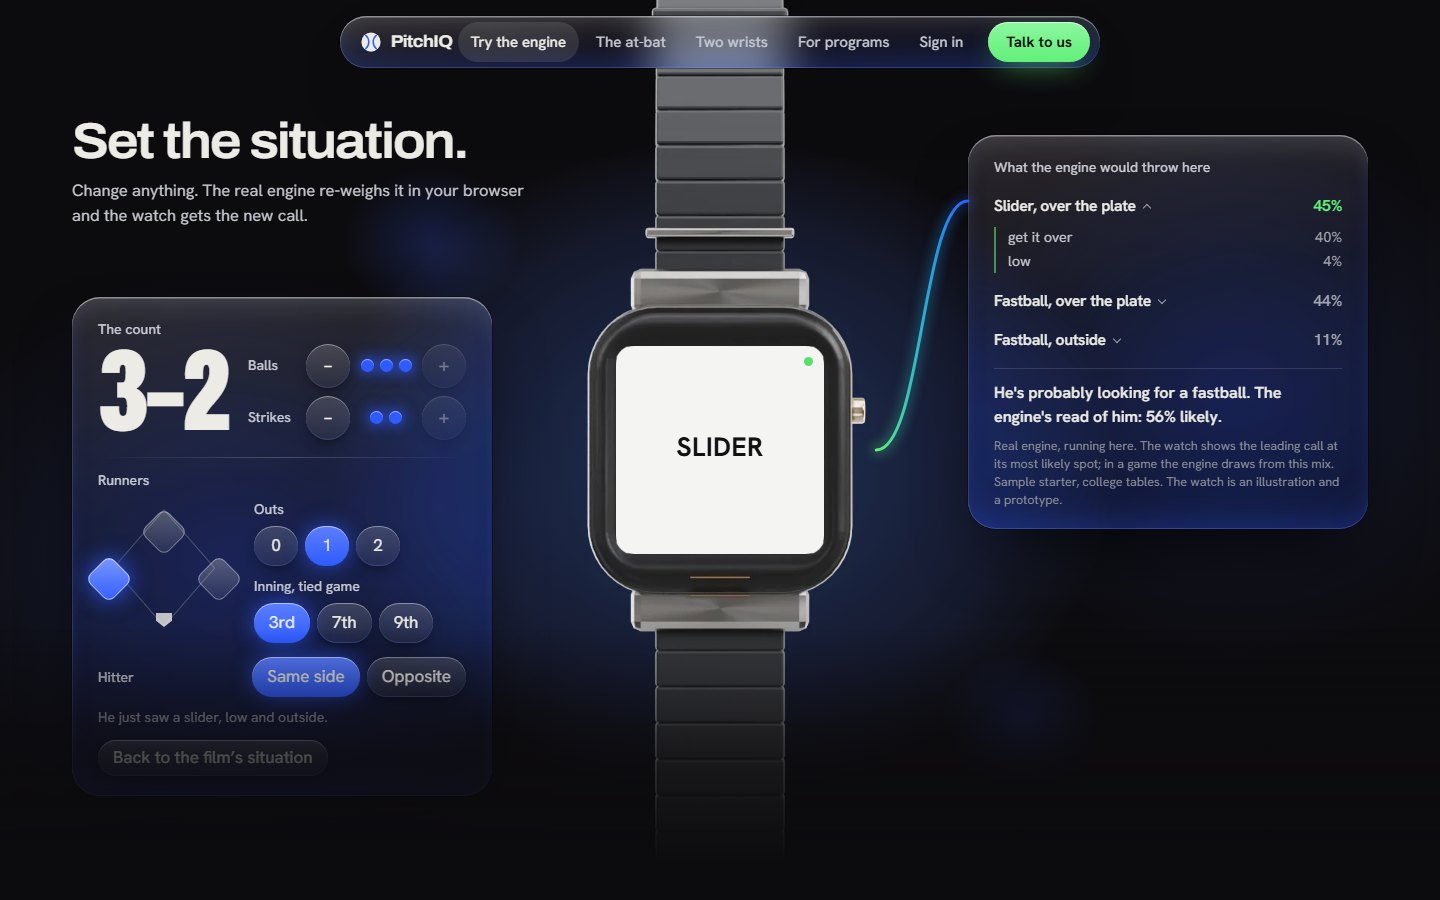 PitchIQ Try the engine The at-bat Two wrists For programs Sign in Talk to us
Set the situation.
Change anything. The real engine re-weighs it in your browser
and the watch gets the new call.
The count
3–2
Balls - +
Strikes - +
Runners
Outs
0 1 2
Inning, tied game
3rd 7th 9th
Hitter Same side Opposite
He just saw a slider, low and outside.
Back to the film’s situation
SLIDER
What the engine would throw here
Slider, over the plate 45%
get it over 40%
low 4%
Fastball, over the plate 44%
Fastball, outside 11%
He's probably looking for a fastball. The
engine's read of him: 56% likely.
Real engine, running here. The watch shows the leading call at
its most likely spot; in a game the engine draws from this mix.
Sample starter, college tables. The watch is an illustration and
a prototype.